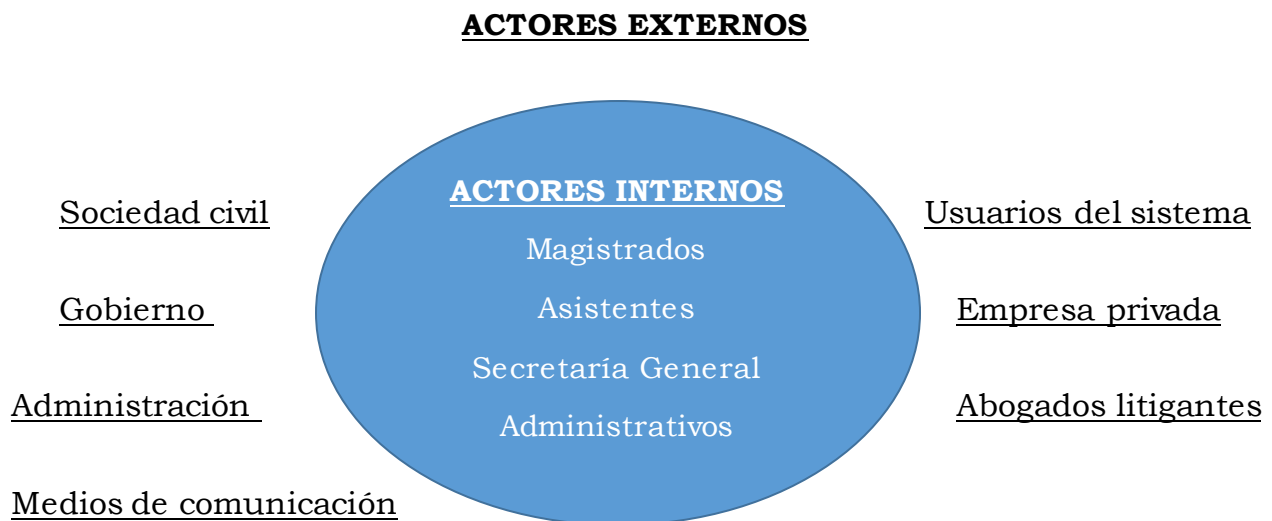 ACTORES EXTERNOS
ACTORES INTERNOS
Magistrados
Asistentes
Secretaría General
Administrativos
Sociedad civil
Gobierno
Administración
Medios de comunicación
Usuarios del sistema
Empresa privada
Abogados litigantes